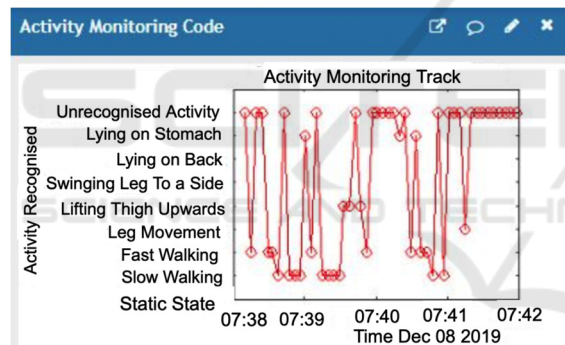 Activity Monitoring Code
Activity Monitoring Track
Activity Recognised
Unrecognised Activity
Lying on Stomach
Lying on Back
Swinging Leg To a Side
Lifting Thigh Upwards
Leg Movement
Fast Walking
Slow Walking
Static State
07:38 07:39 07:40 07:41 07:42
Time Dec 08 2019